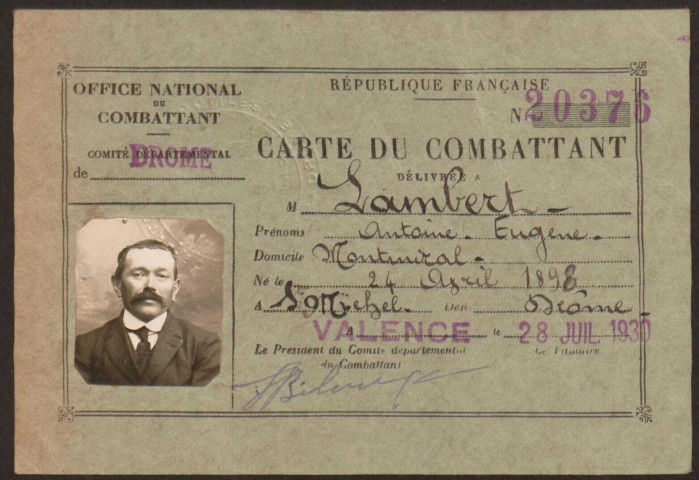 OFFICE NATIONAL
DU
COMBATTANT
COMITÉ DÉPARTEMENTAL
de DROME
RÉPUBLIQUE FRANÇAISE
N 20376
CARTE DU COMBATTANT
DÉLIVRÉE A
M Lambert
Prénoms Antoine Eugène
Domicile Montmiral
Né le 24 Avril 1898
A St Michel Dép Drôme
A VALENCE le 28 JUIL 1930
Le Président du Comité départemental
du Combattant
Le Titulaire